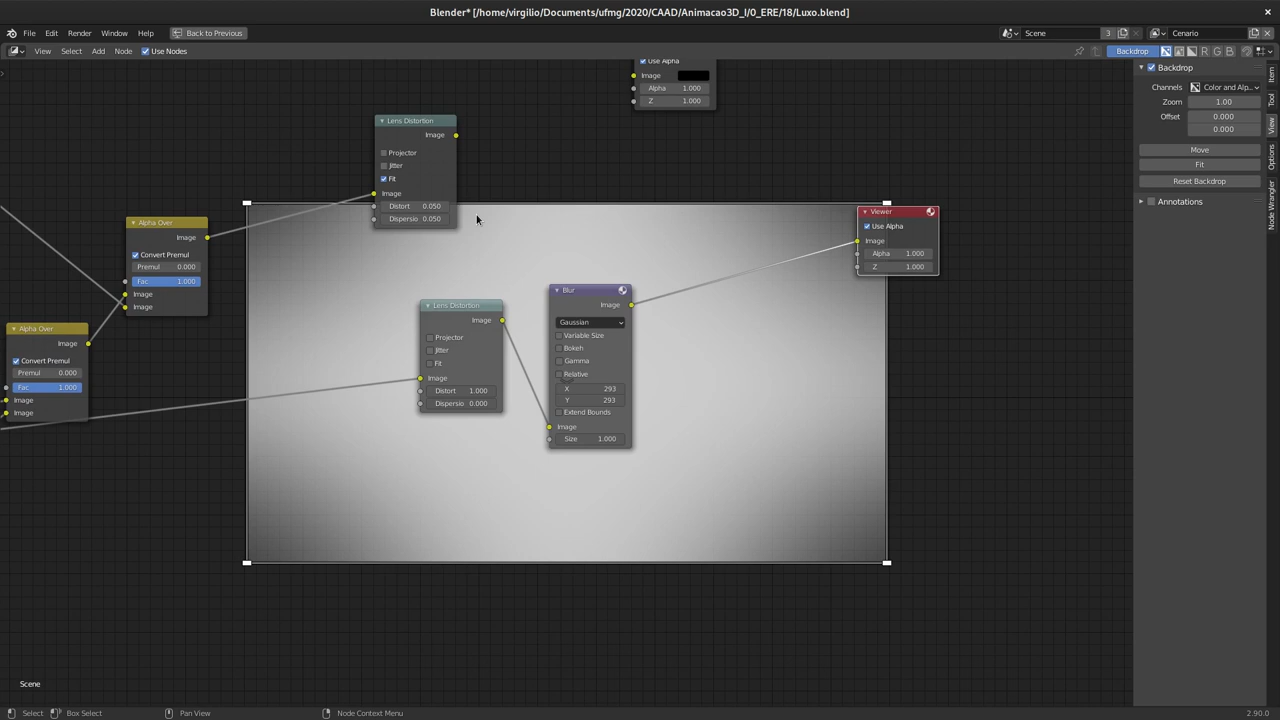 Blender* [/home/virgilio/Documents/ufmg/2020/CAAD/Animacao3D_I/0_ERE/18/Luxo.blend]
File Edit Render Window Help Back to Previous Scene 3 Cenario
View Select Add Node Use Nodes Backdrop R G B
Use Alpha
Image
Alpha 1.000
Z 1.000
Lens Distortion
Image
Projector
Jitter
Fit
Image
Distort 0.050
Dispersio 0.050
Alpha Over
Image
Convert Premul
Premul 0.000
Fac 1.000
Image
Image
Alpha Over
Image
Convert Premul
Premul 0.000
Fac 1.000
Image
Image
Lens Distortion
Image
Projector
Jitter
Fit
Image
Distort 1.000
Dispersio 0.000
Blur
Image
Gaussian
Variable Size
Bokeh
Gamma
Relative
X 293
Y 293
Extend Bounds
Image
Size 1.000
Viewer
Use Alpha
Image
Alpha 1.000
Z 1.000
Backdrop
Channels Color and Alp...
Zoom 1.00
Offset 0.000
0.000
Move
Fit
Reset Backdrop
Annotations
Item
Tool
View
Options
Node Wrangler
Scene
Select Box Select Pan View Node Context Menu 2.90.0